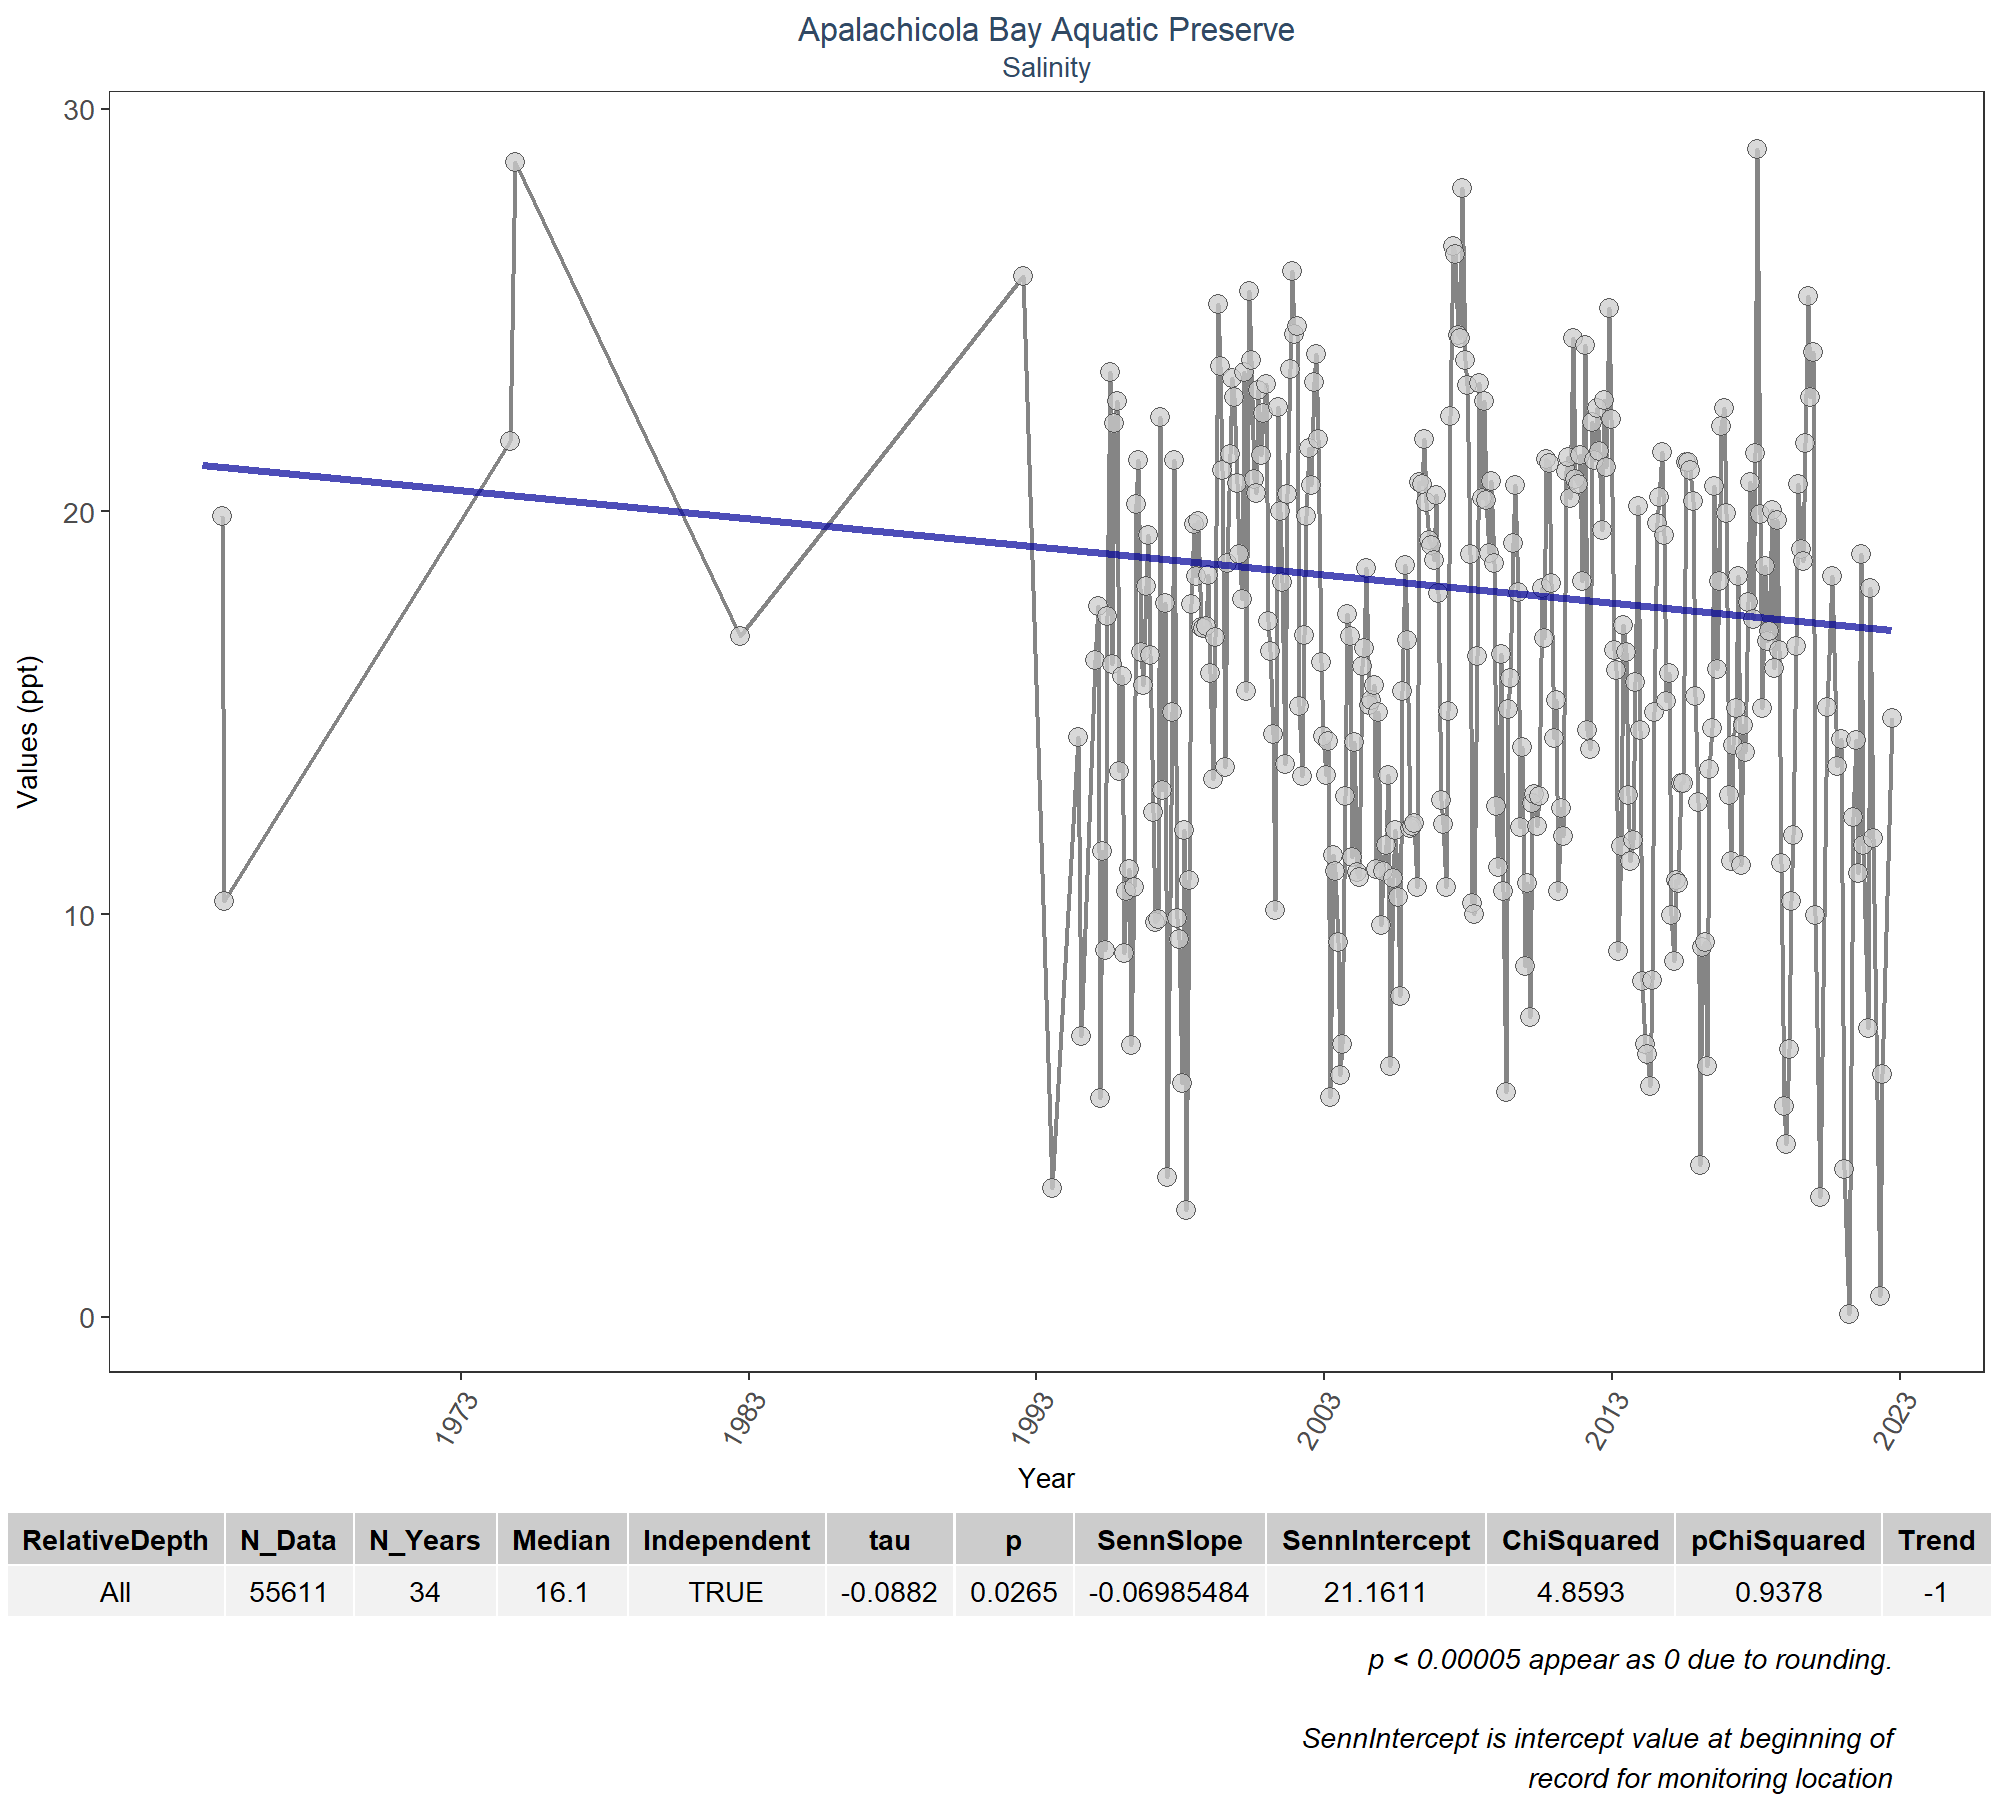 Apalachicola Bay Aquatic Preserve
Salinity
30
20
10
0
Values (ppt)
1973
1983
1993
2003
2013
2023
Year
RelativeDepth N_Data N_Years Median Independent tau p SennSlope SennIntercept ChiSquared pChiSquared Trend
All 55611 34 16.1 TRUE -0.0882 0.0265 -0.06985484 21.1611 4.8593 0.9378 -1
p < 0.00005 appear as 0 due to rounding.
SennIntercept is intercept value at beginning of
record for monitoring location